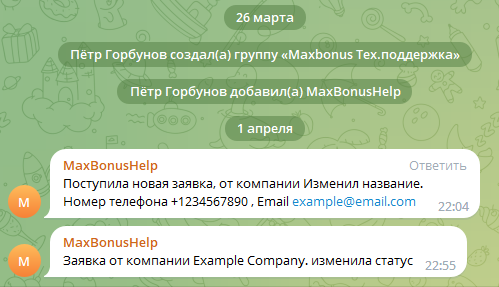 26 марта
Пётр Горбунов создал(а) группу «Maxbonus Тех.поддержка»
Пётр Горбунов добавил(а) MaxBonusHelp
1 апреля
MaxBonusHelp Ответить
Поступила новая заявка, от компании Изменил название.
Номер телефона +1234567890 , Email example@email.com 22:04
M
MaxBonusHelp
Заявка от компании Example Company. изменила статус 22:55
M